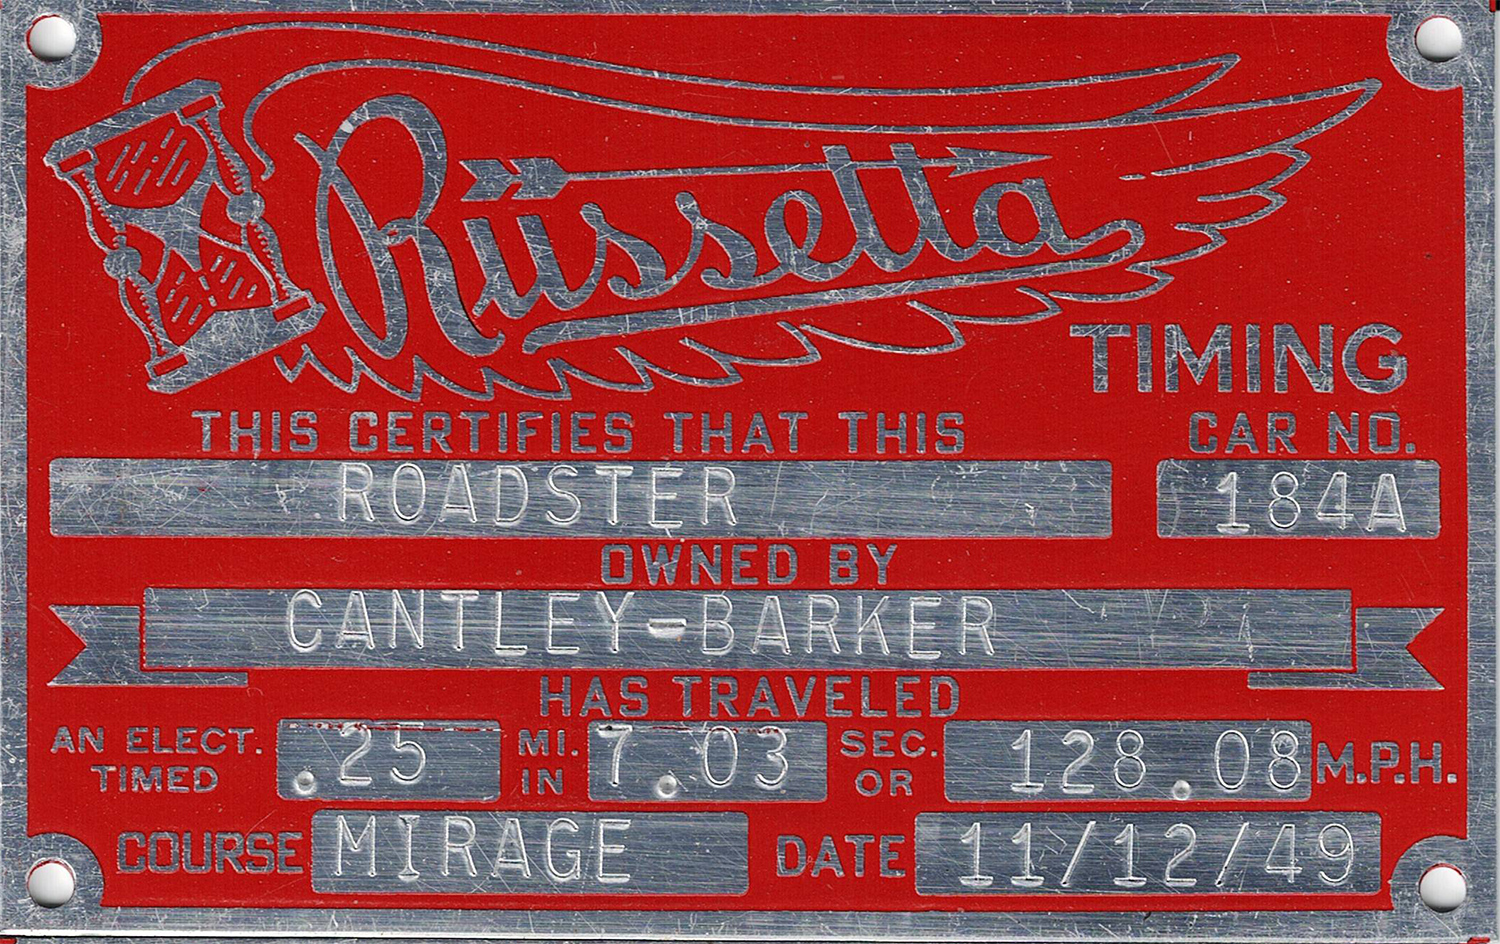 Russetta
TIMING
THIS CERTIFIES THAT THIS CAR NO.
ROADSTER 184A
OWNED BY
CANTLEY-BARKER
HAS TRAVELED
AN ELECT. TIMED .25 MI. IN 7.03 SEC. OR 128.08 M.P.H.
COURSE MIRAGE DATE 11/12/49